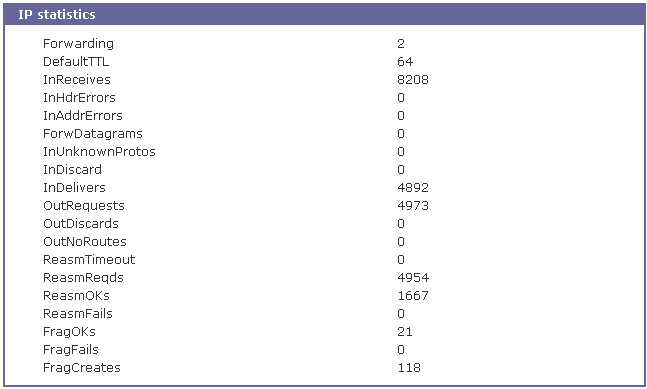 IP statistics
Forwarding 2
DefaultTTL 64
InReceives 8208
InHdrErrors 0
InAddrErrors 0
ForwDatagrams 0
InUnknownProtos 0
InDiscard 0
InDelivers 4892
OutRequests 4973
OutDiscards 0
OutNoRoutes 0
ReasmTimeout 0
ReasmReqds 4954
ReasmOKs 1667
ReasmFails 0
FragOKs 21
FragFails 0
FragCreates 118